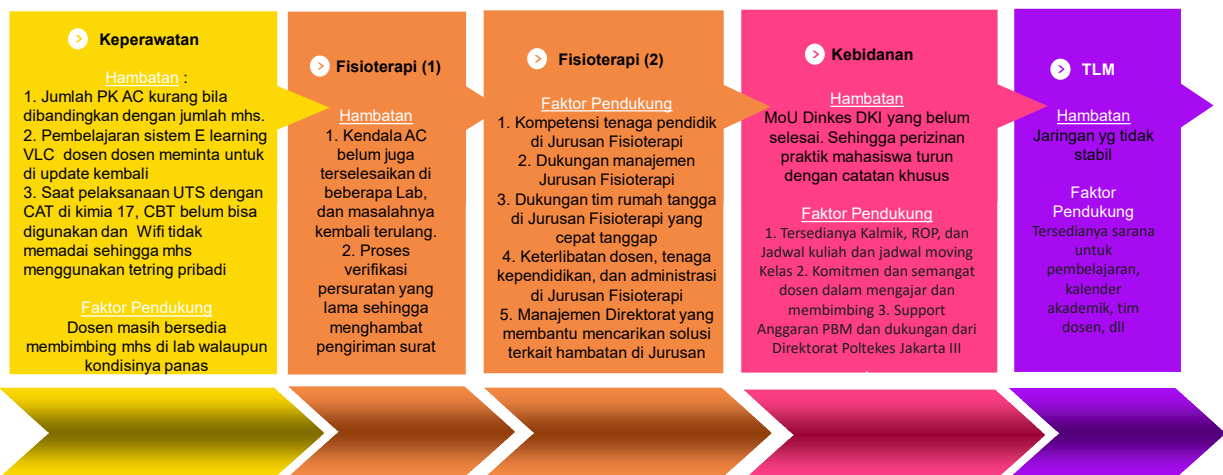 Keperawatan
Hambatan :
1. Jumlah PK AC kurang bila
dibandingkan dengan jumlah mhs.
2. Pembelajaran sistem E learning
VLC dosen dosen meminta untuk
di update kembali
3. Saat pelaksanaan UTS dengan
CAT di kimia 17, CBT belum bisa
digunakan dan Wifi tidak
memadai sehingga mhs
menggunakan tetring pribadi
Faktor Pendukung
Dosen masih bersedia
membimbing mhs di lab walaupun
kondisinya panas
Fisioterapi (1)
Hambatan
1. Kendala AC
belum juga
terselesaikan di
beberapa Lab,
dan masalahnya
kembali terulang.
2. Proses
verifikasi
persuratan yang
lama sehingga
menghambat
pengiriman surat
Fisioterapi (2)
Faktor Pendukung
1. Kompetensi tenaga pendidik
di Jurusan Fisioterapi
2. Dukungan manajemen
Jurusan Fisioterapi
3. Dukungan tim rumah tangga
di Jurusan Fisioterapi yang
cepat tanggap
4. Keterlibatan dosen, tenaga
kependidikan, dan administrasi
di Jurusan Fisioterapi
5. Manajemen Direktorat yang
membantu mencarikan solusi
terkait hambatan di Jurusan
Kebidanan
Hambatan
MoU Dinkes DKI yang belum
selesai. Sehingga perizinan
praktik mahasiswa turun
dengan catatan khusus
Faktor Pendukung
1. Tersedianya Kalmik, ROP, dan
Jadwal kuliah dan jadwal moving
Kelas 2. Komitmen dan semangat
dosen dalam mengajar dan
membimbing 3. Support
Anggaran PBM dan dukungan dari
Direktorat Poltekes Jakarta III
.
TLM
Hambatan
Jaringan yg tidak
stabil
Faktor
Pendukung
Tersedianya sarana
untuk
pembelajaran,
kalender
akademik, tim
dosen, dll